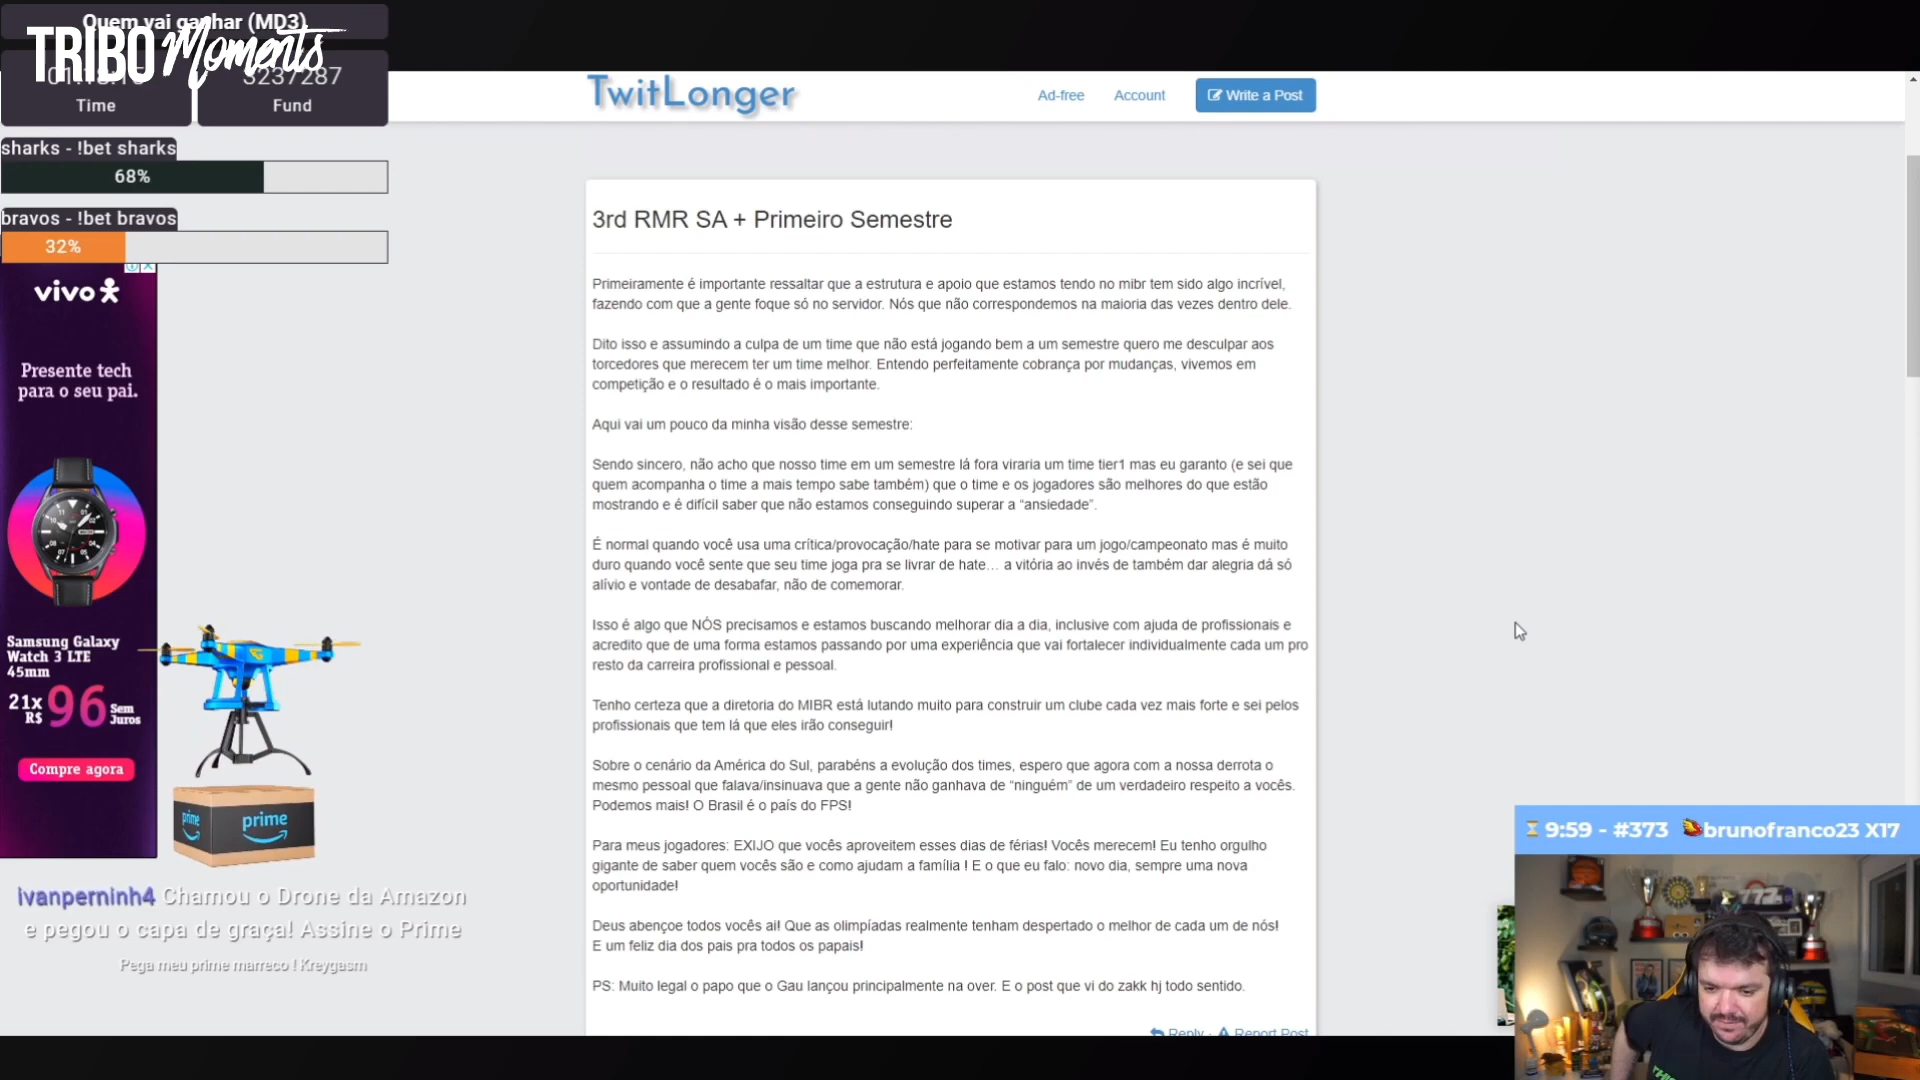 Quem vai ganhar (MD3)
TRIBO Moments
3237287
Time
Fund
sharks - !bet sharks
68%
bravos - !bet bravos
32%
vivo
Presente tech
para o seu pai.
Samsung Galaxy
Watch 3 LTE
45mm
21x
R$ 96 Sem
Juros
Compre agora
prime
prime
ivanperninh4 Chamou o Drone da Amazon
e pegou o capa de graça! Assine o Prime
Pega meu prime marreco ! Kreygasm
TwitLonger
Ad-free
Account
Write a Post
3rd RMR SA + Primeiro Semestre
Primeiramente é importante ressaltar que a estrutura e apoio que estamos tendo no mibr tem sido algo incrível,
fazendo com que a gente foque só no servidor. Nós que não correspondemos na maioria das vezes dentro dele.
Dito isso e assumindo a culpa de um time que não está jogando bem a um semestre quero me desculpar aos
torcedores que merecem ter um time melhor. Entendo perfeitamente cobrança por mudanças, vivemos em
competição e o resultado é o mais importante.
Aqui vai um pouco da minha visão desse semestre:
Sendo sincero, não acho que nosso time em um semestre lá fora viraria um time tier1 mas eu garanto (e sei que
quem acompanha o time a mais tempo sabe também) que o time e os jogadores são melhores do que estão
mostrando e é difícil saber que não estamos conseguindo superar a “ansiedade”.
É normal quando você usa uma crítica/provocação/hate para se motivar para um jogo/campeonato mas é muito
duro quando você sente que seu time joga pra se livrar de hate… a vitória ao invés de também dar alegria dá só
alívio e vontade de desabafar, não de comemorar.
Isso é algo que NÓS precisamos e estamos buscando melhorar dia a dia, inclusive com ajuda de profissionais e
acredito que de uma forma estamos passando por uma experiência que vai fortalecer individualmente cada um pro
resto da carreira profissional e pessoal.
Tenho certeza que a diretoria do MIBR está lutando muito para construir um clube cada vez mais forte e sei pelos
profissionais que tem lá que eles irão conseguir!
Sobre o cenário da América do Sul, parabéns a evolução dos times, espero que agora com a nossa derrota o
mesmo pessoal que falava/insinuava que a gente não ganhava de “ninguém” de um verdadeiro respeito a vocês.
Podemos mais! O Brasil é o país do FPS!
Para meus jogadores: EXIJO que vocês aproveitem esses dias de férias! Vocês merecem! Eu tenho orgulho
gigante de saber quem vocês são e como ajudam a família ! E o que eu falo: novo dia, sempre uma nova
oportunidade!
Deus abençoe todos vocês ai! Que as olimpíadas realmente tenham despertado o melhor de cada um de nós!
E um feliz dia dos pais pra todos os papais!
PS: Muito legal o papo que o Gau lançou principalmente na over. E o post que vi do zakk hj todo sentido.
Reply · Report Post
9:59 - #373 brunofranco23 X17